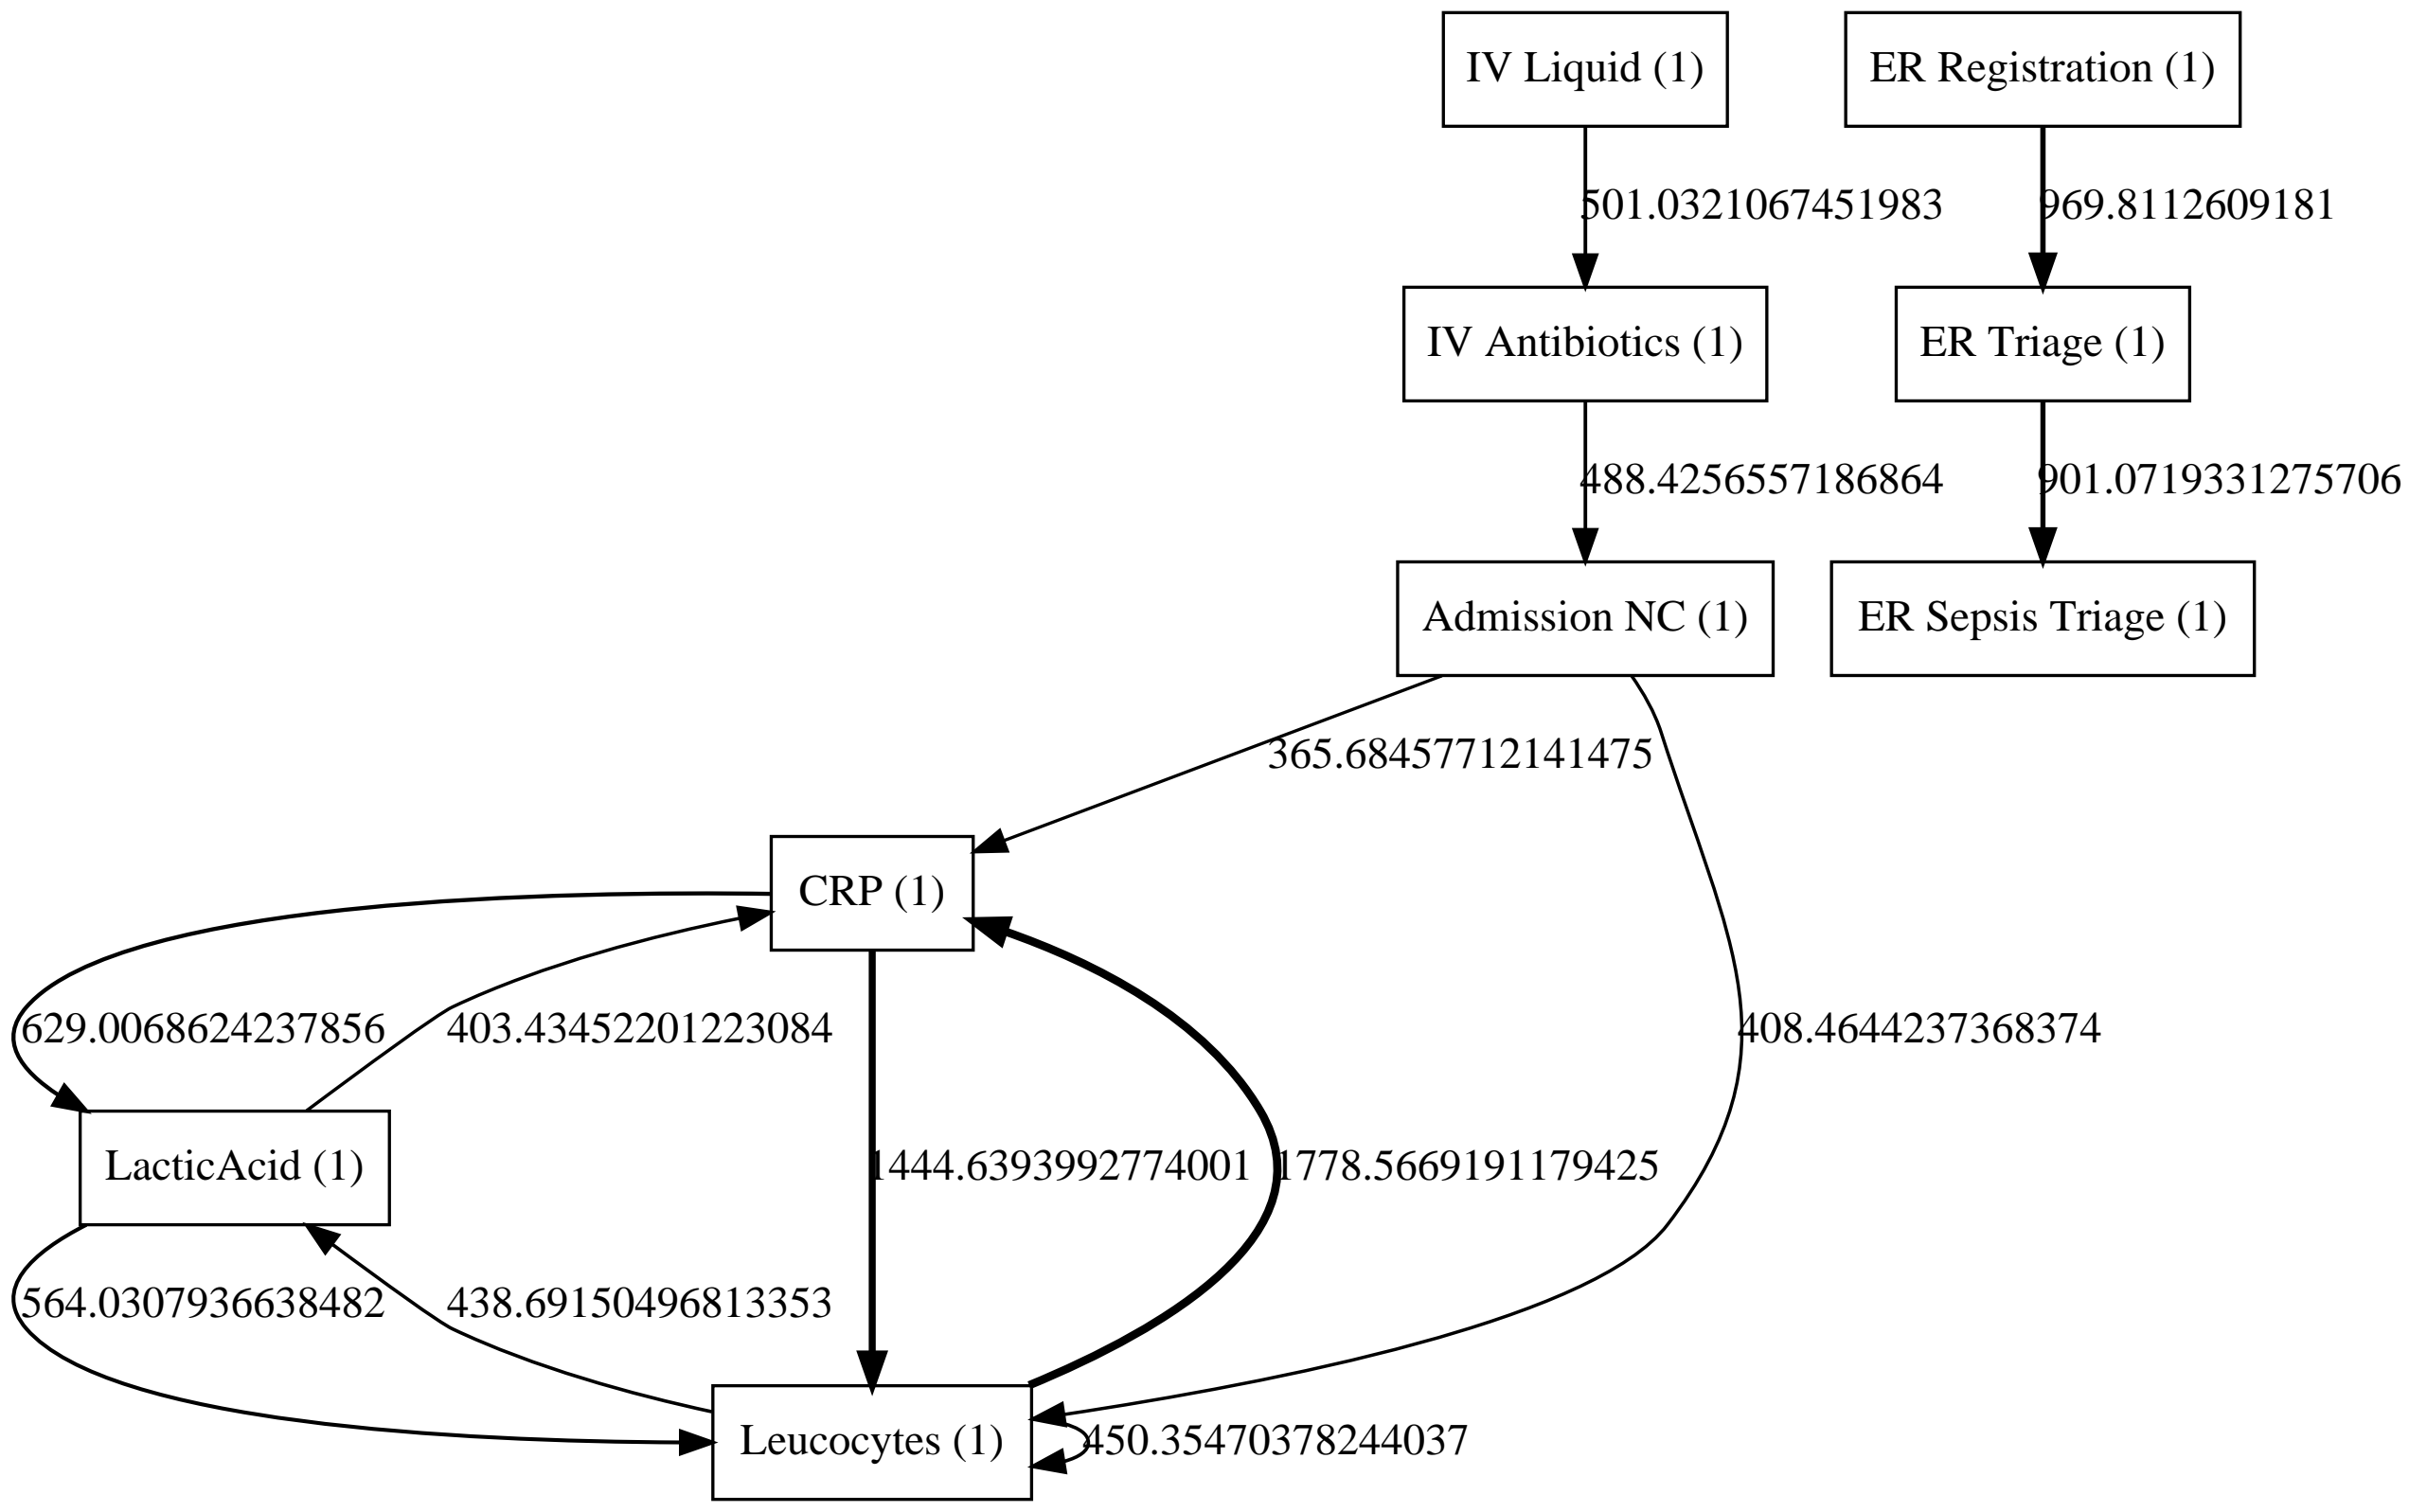 IV Liquid (1)
ER Registration (1)
501.0321067451983
969.8112609181
IV Antibiotics (1)
ER Triage (1)
488.4256557186864
901.0719331275706
Admission NC (1)
ER Sepsis Triage (1)
365.68457712141475
CRP (1)
629.0068624237856
403.43452201223084
408.4644237368374
LacticAcid (1)
1444.6393992774001
1778.5669191179425
564.0307936638482
438.69150496813353
Leucocytes (1)
450.35470378244037